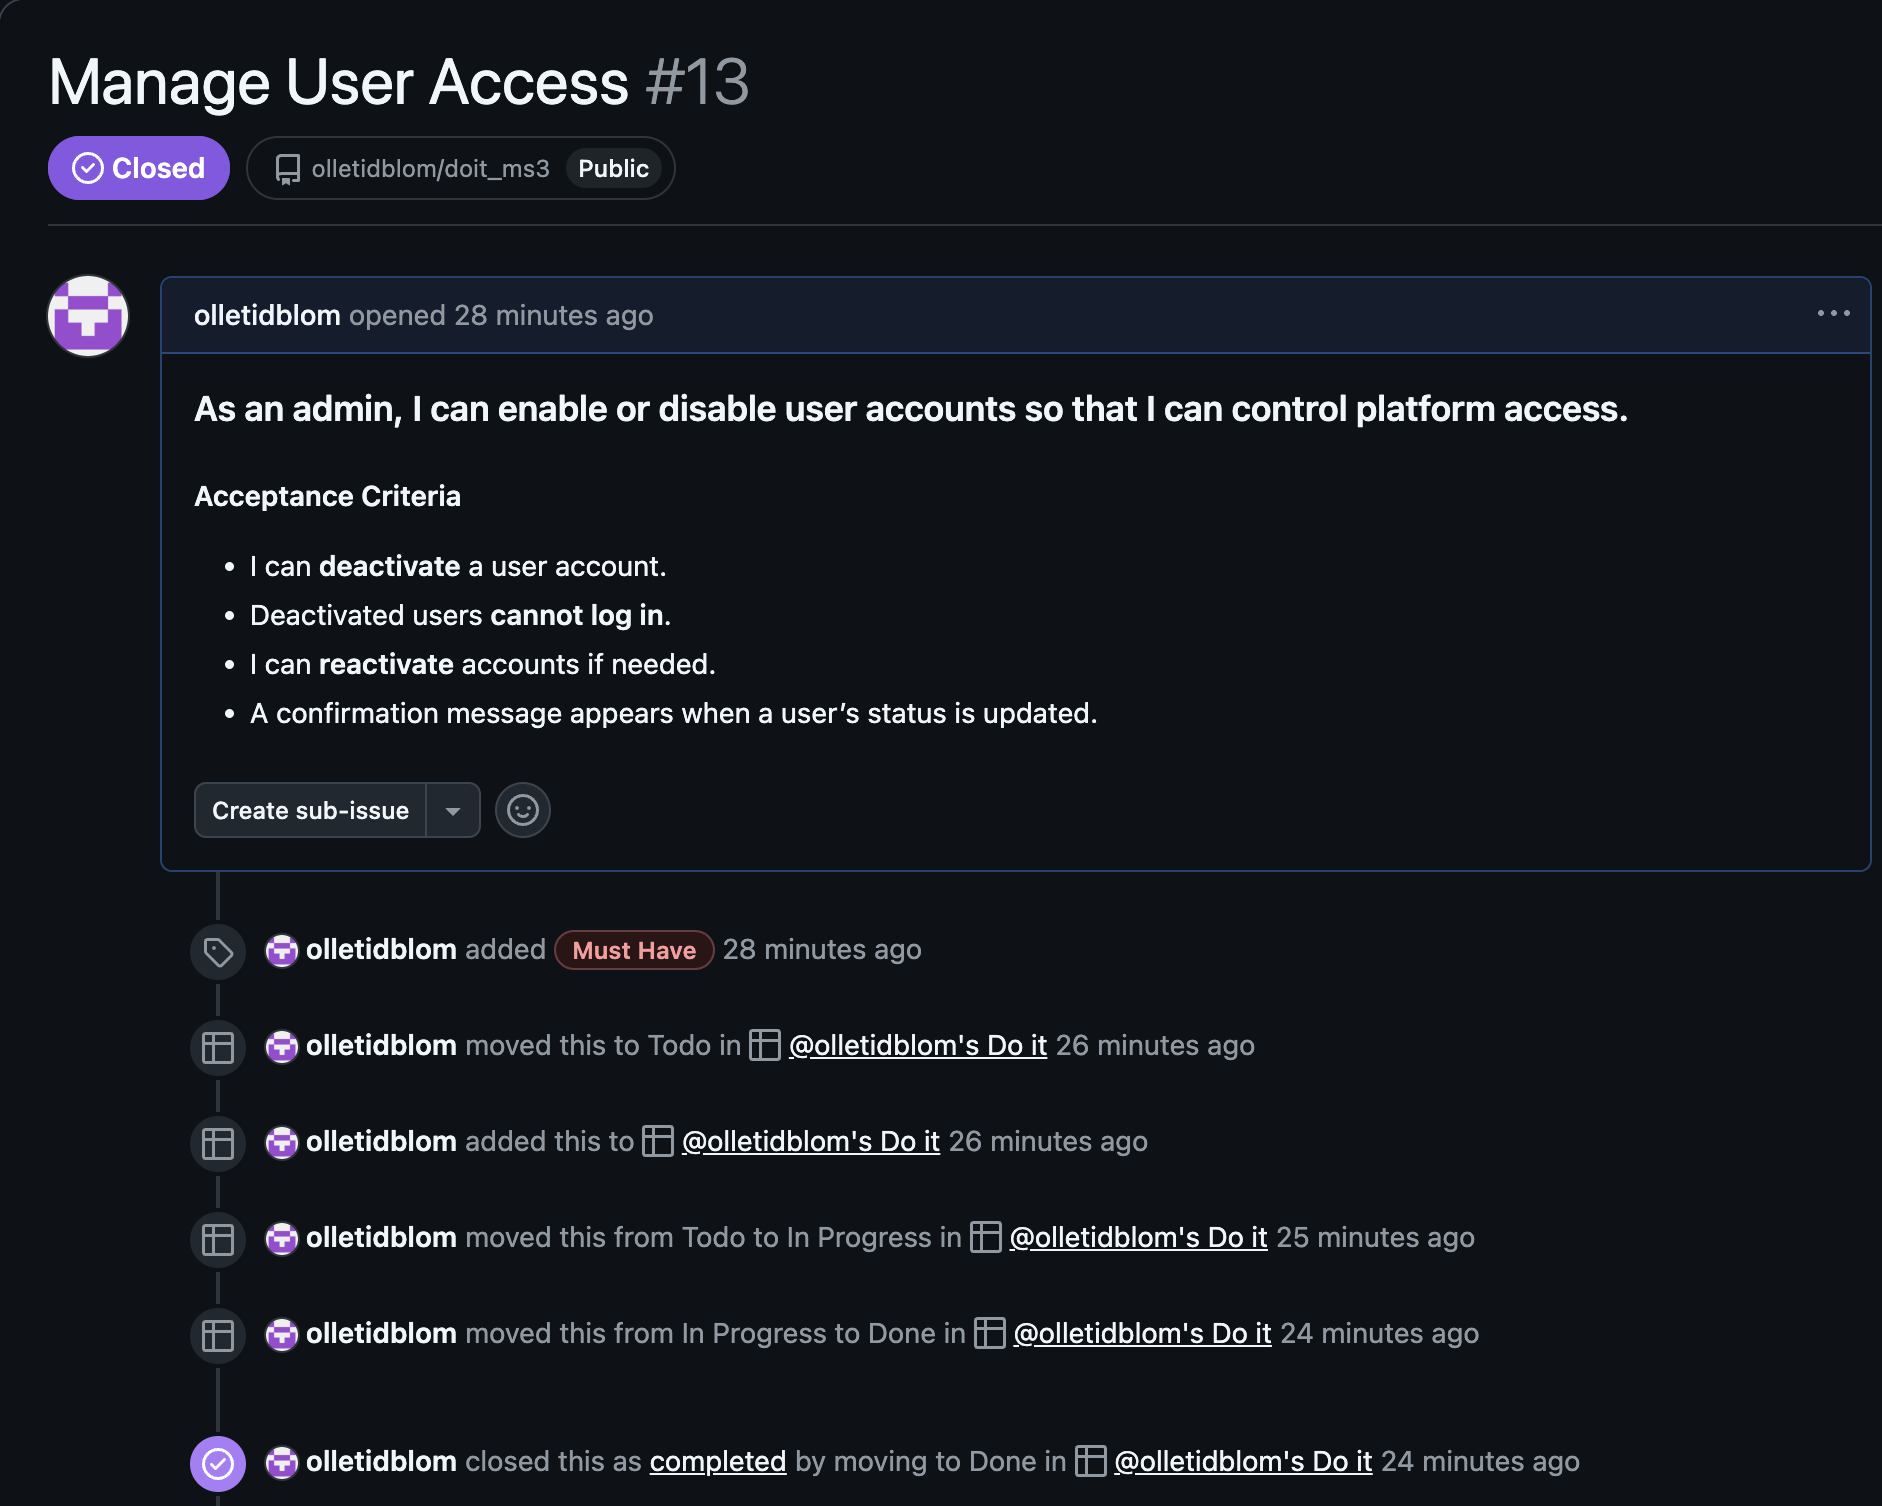 Manage User Access #13
Closed
olletidblom/doit_ms3 Public
olletidblom opened 28 minutes ago
As an admin, I can enable or disable user accounts so that I can control platform access.
Acceptance Criteria
• I can deactivate a user account.
• Deactivated users cannot log in.
• I can reactivate accounts if needed.
• A confirmation message appears when a user’s status is updated.
Create sub-issue
olletidblom added Must Have 28 minutes ago
olletidblom moved this to Todo in @olletidblom's Do it 26 minutes ago
olletidblom added this to @olletidblom's Do it 26 minutes ago
olletidblom moved this from Todo to In Progress in @olletidblom's Do it 25 minutes ago
olletidblom moved this from In Progress to Done in @olletidblom's Do it 24 minutes ago
olletidblom closed this as completed by moving to Done in @olletidblom's Do it 24 minutes ago